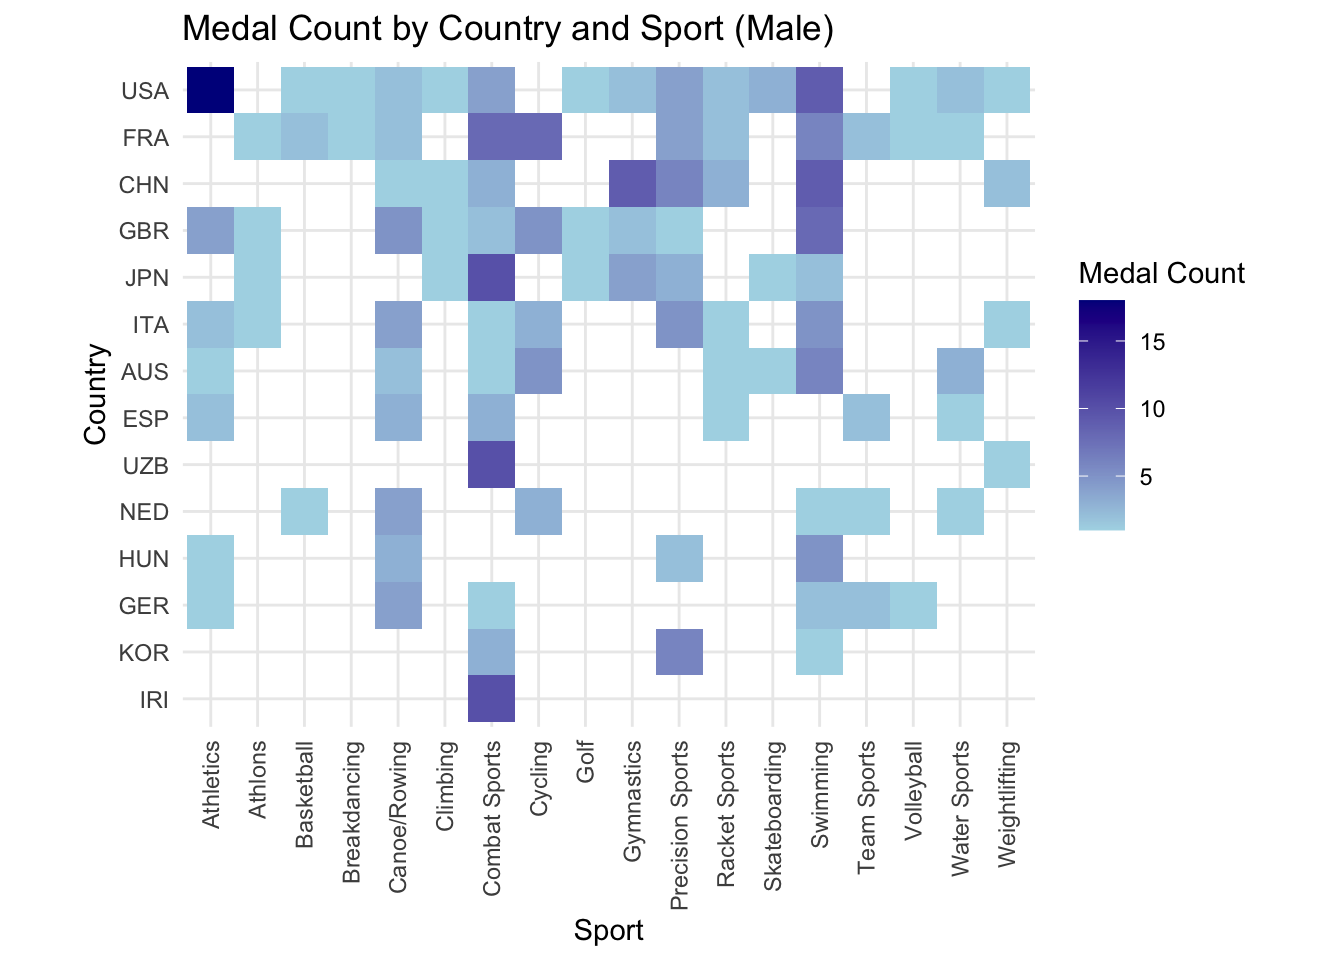 Medal Count by Country and Sport (Male)
USA
FRA
CHN
GBR
JPN
ITA
AUS
ESP
UZB
NED
HUN
GER
KOR
IRI
Country
Athletics
Athlons
Basketball
Breakdancing
Canoe/Rowing
Climbing
Combat Sports
Cycling
Golf
Gymnastics
Precision Sports
Racket Sports
Skateboarding
Swimming
Team Sports
Volleyball
Water Sports
Weightlifting
Sport
Medal Count
15
10
5